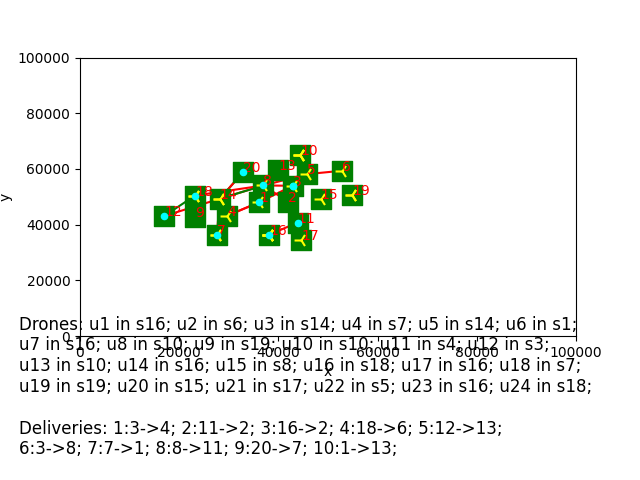 100000
80000
60000
40000
20000
0
y
0 20000 40000 60000 80000 100000
x
Drones: u1 in s16; u2 in s6; u3 in s14; u4 in s7; u5 in s14; u6 in s1;
u7 in s16; u8 in s10; u9 in s19; u10 in s10; u11 in s4; u12 in s3;
u13 in s10; u14 in s16; u15 in s8; u16 in s18; u17 in s16; u18 in s7;
u19 in s19; u20 in s15; u21 in s17; u22 in s5; u23 in s16; u24 in s18;
Deliveries: 1:3->4; 2:11->2; 3:16->2; 4:18->6; 5:12->13;
6:3->8; 7:7->1; 8:8->11; 9:20->7; 10:1->13;